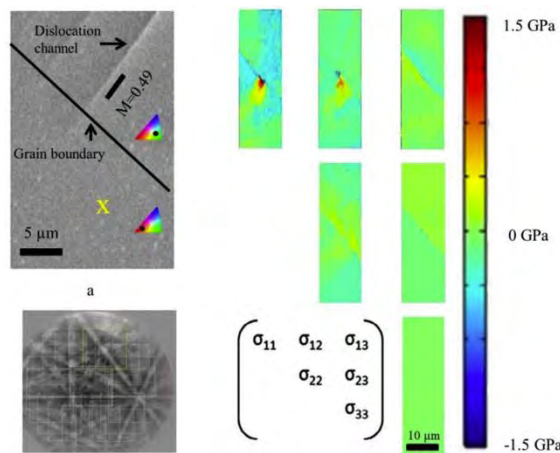 Dislocation
channel
M=0.49
Grain boundary
X
5 µm
a
1.5 GPa
0 GPa
-1.5 GPa
σ11 σ12 σ13
σ22 σ23
σ33
10 µm